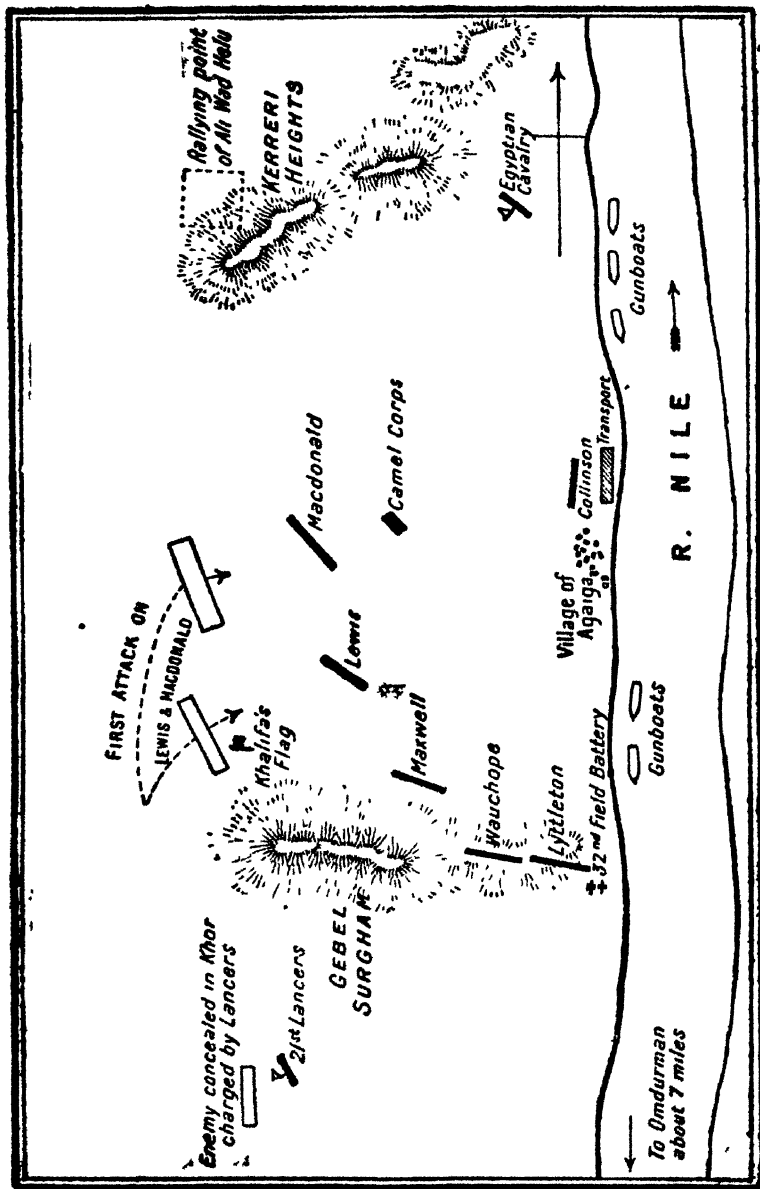 Rallying point
of Ali Wad Helu
KERRERI
HEIGHTS
Egyptian
Cavalry
Gunboats
R. NILE
FIRST ATTACK ON
LEWIS & MACDONALD
Khalifa's
Flag
Macdonald
Camel Corps
Lewis
Maxwell
Wauchope
Lyttleton
32nd Field Battery
Collinson
Transport
Village of
Agaiga
Gunboats
GEBEL
SURGHAM
Enemy concealed in Khor
charged by Lancers
21st Lancers
To Omdurman
about 7 miles